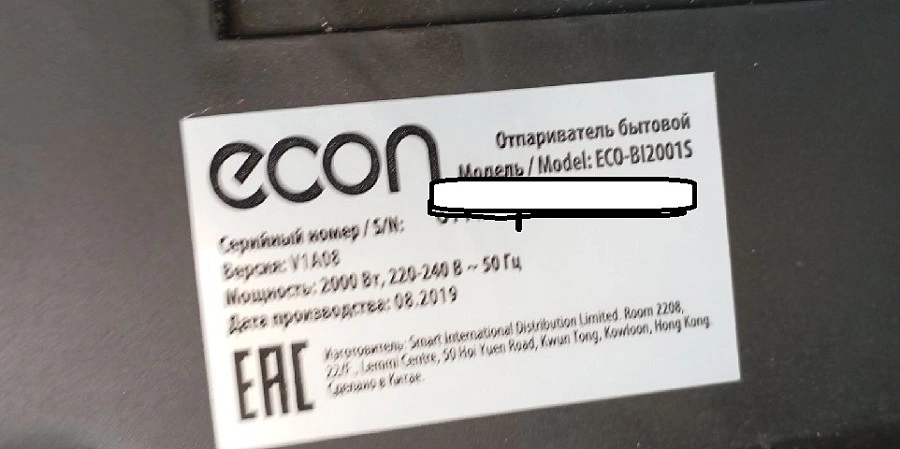 econ
Отпариватель бытовой
Модель / Model: ECO-BI2001S
Серийный номер / S/N:
Версия: V1A08
Мощность: 2000 Вт, 220-240 В ~ 50 Гц
Дата производства: 08.2019
EAC
Изготовитель: Smart International Distribution Limited. Room 2208,
22/F., Lemmi Centre, 50 Hoi Yuen Road, Kwun Tong, Kowloon, Hong Kong.
Сделано в Китае.